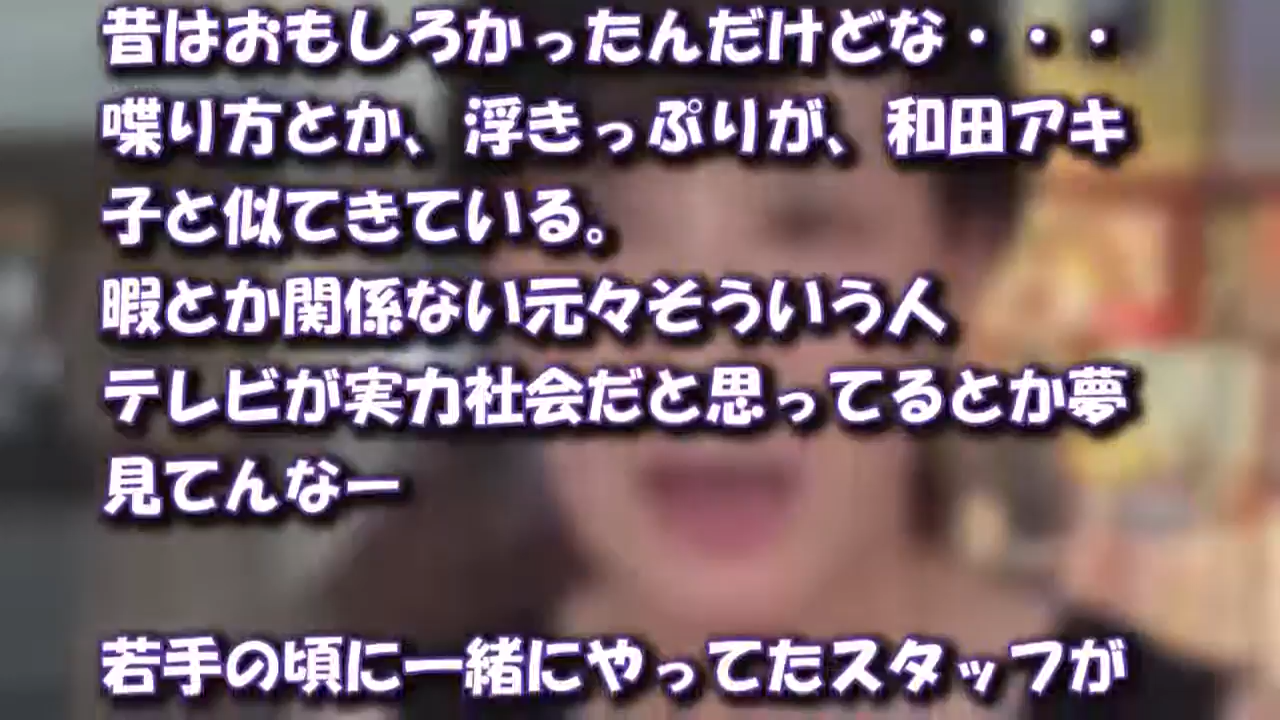 昔はおもしろかったんだけどな・・・
喋り方とか、浮きっぷりが、和田アキ
子と似てきている。
暇とか関係ない元々そういう人
テレビが実力社会だと思ってるとか夢
見てんなー
若手の頃に一緒にやってたスタッフが